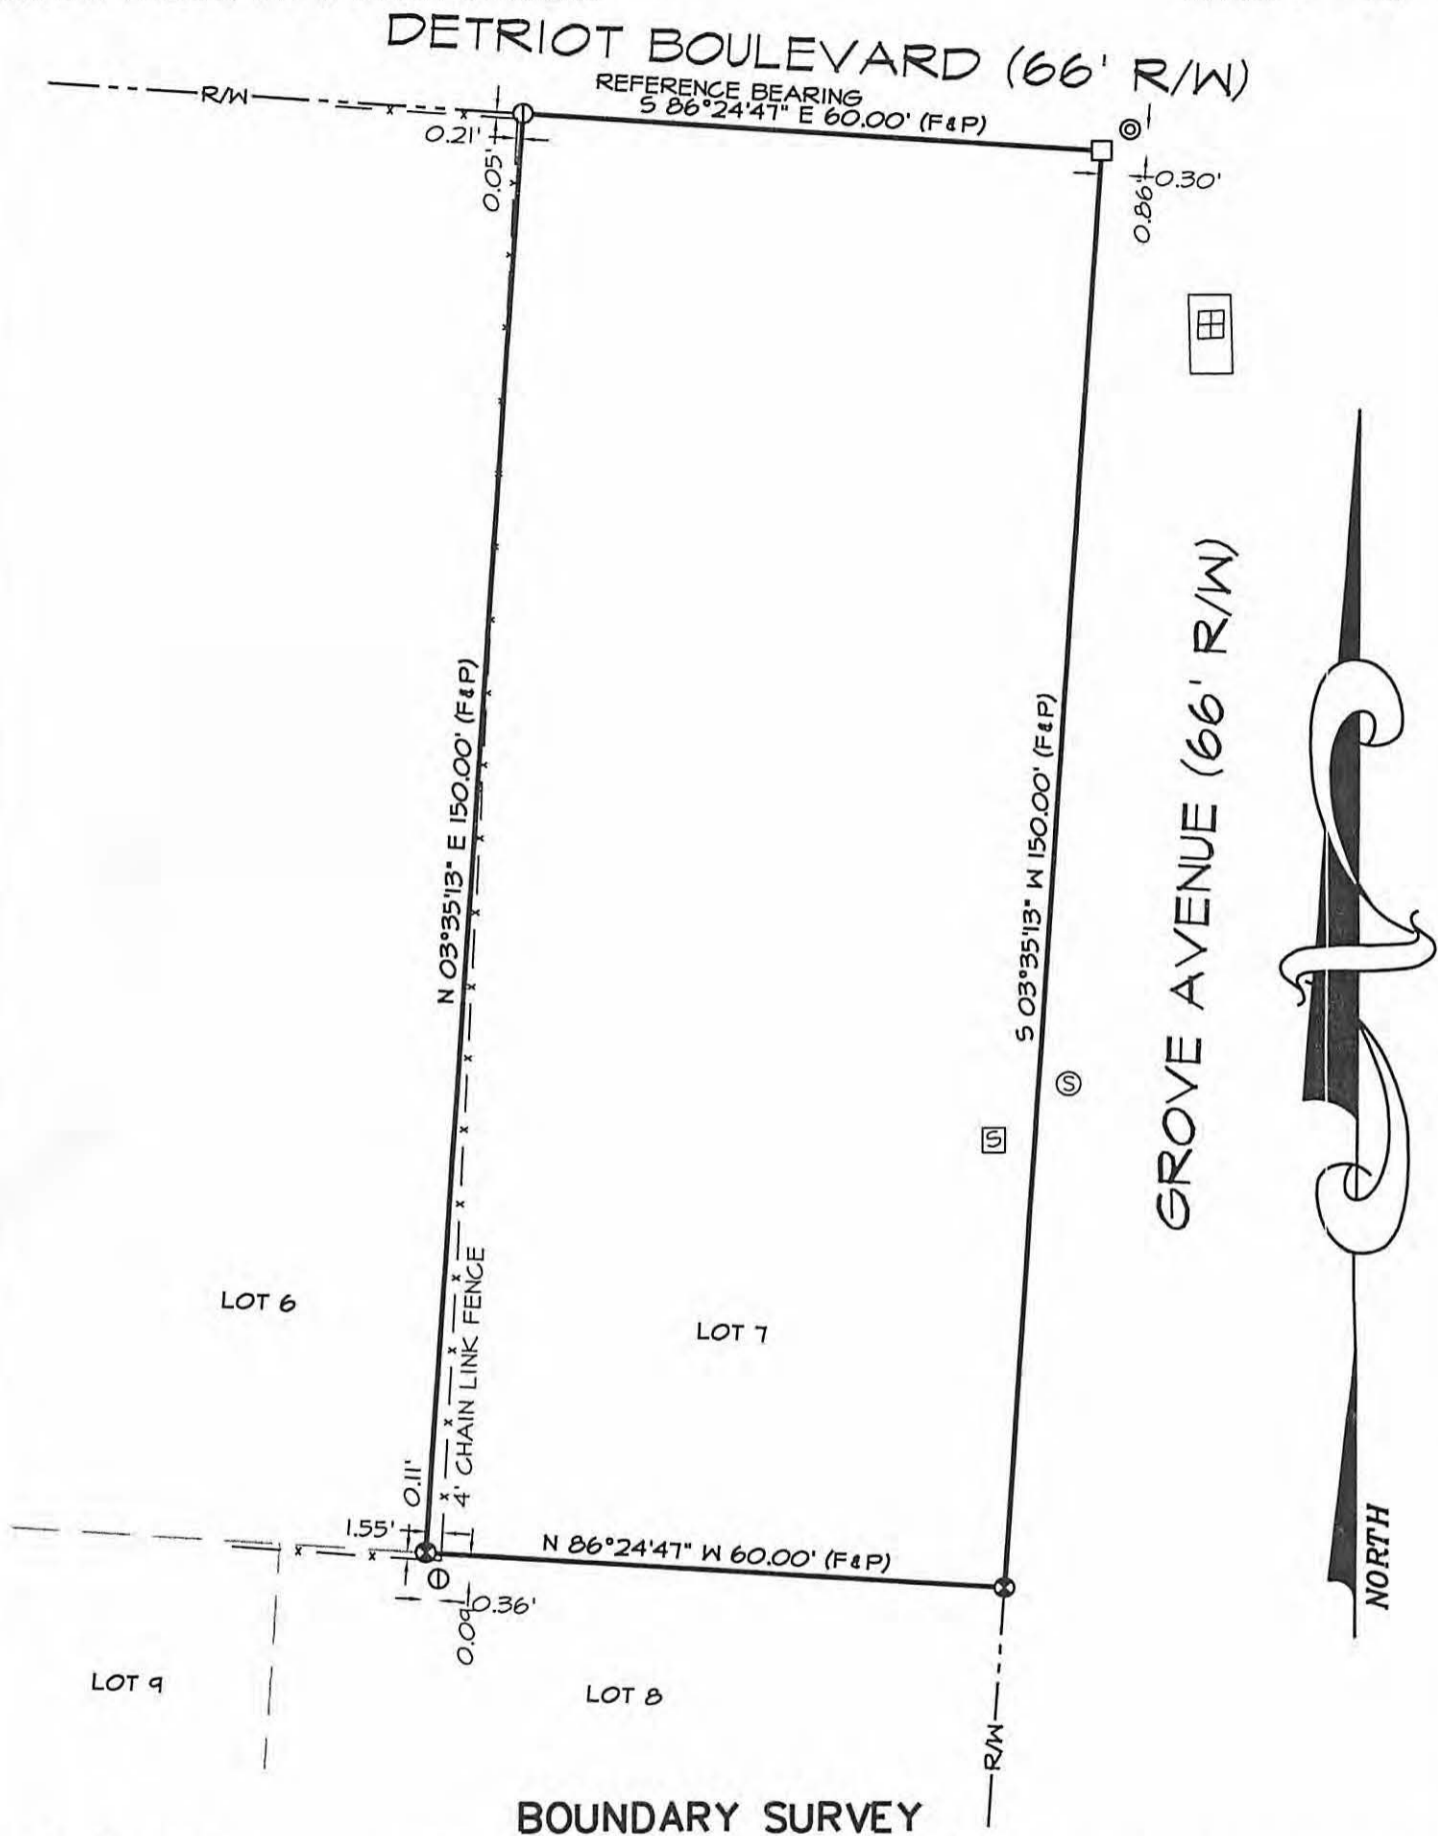 DETRIOT BOULEVARD (66' R/W)
REFERENCE BEARING
S 86°24'47" E 60.00' (F&P)
R/W
0.21'
0.05'
0.30'
0.86'
GROVE AVENUE (66' R/W)
N 03°35'13" E 150.00' (F&P)
S 03°35'13" W 150.00' (F&P)
S
S
4' CHAIN LINK FENCE
LOT 6
LOT 7
0.11'
1.55'
N 86°24'47" W 60.00' (F&P)
0.36'
0.09
NORTH
LOT 9
LOT 8
R/W
BOUNDARY SURVEY